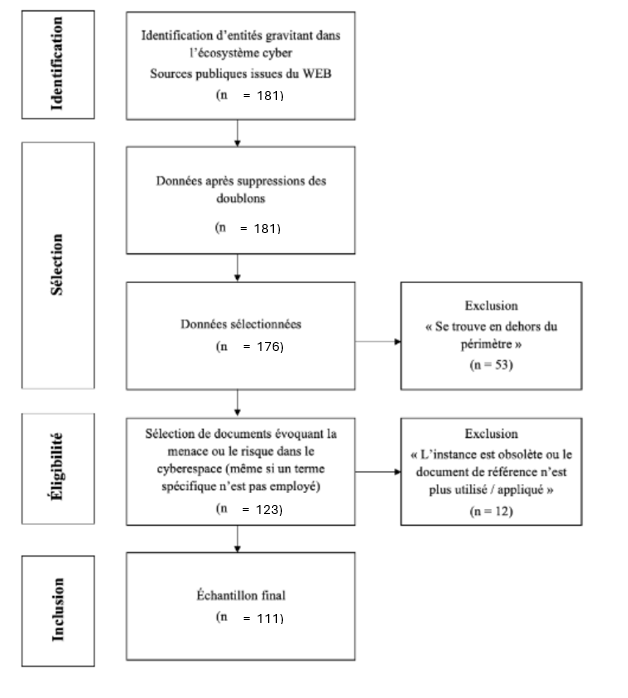 Identification
Identification d'entités gravitant dans
l'écosystème cyber
Sources publiques issues du WEB
(n = 181)
Sélection
Données après suppressions des
doublons
(n = 181)
Données sélectionnées
(n = 176)
Exclusion
« Se trouve en dehors du
périmètre »
(n = 53)
Éligibilité
Sélection de documents évoquant la
menace ou le risque dans le
cyberespace (même si un terme
spécifique n'est pas employé)
(n = 123)
Exclusion
« L'instance est obsolète ou le
document de référence n'est
plus utilisé / appliqué »
(n = 12)
Inclusion
Échantillon final
(n = 111)